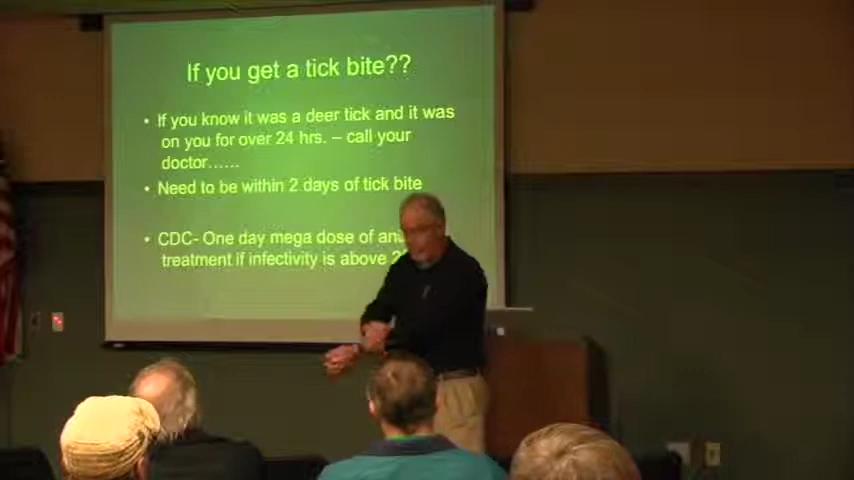 If you get a tick bite??
• If you know it was a deer tick and it was
on you for over 24 hrs. – call your
doctor......
• Need to be within 2 days of tick bite
• CDC- One day mega dose of
treatment if infectivity is above